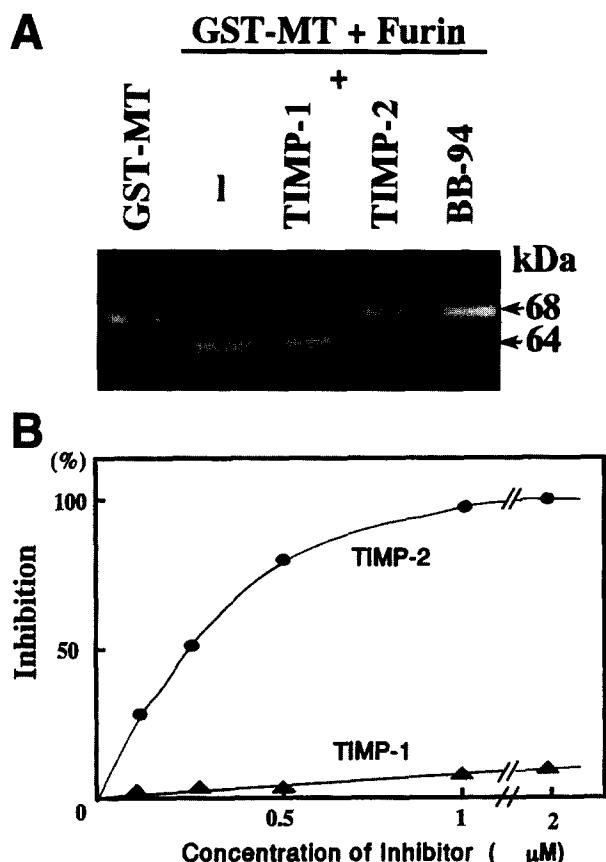 A
GST-MT + Furin
+
GST-MT
–
TIMP-1
TIMP-2
BB-94
kDa
68
64
B
(%)
100
50
0
Inhibition
TIMP-2
TIMP-1
0.5
1
2
Concentration of Inhibitor ( μM)